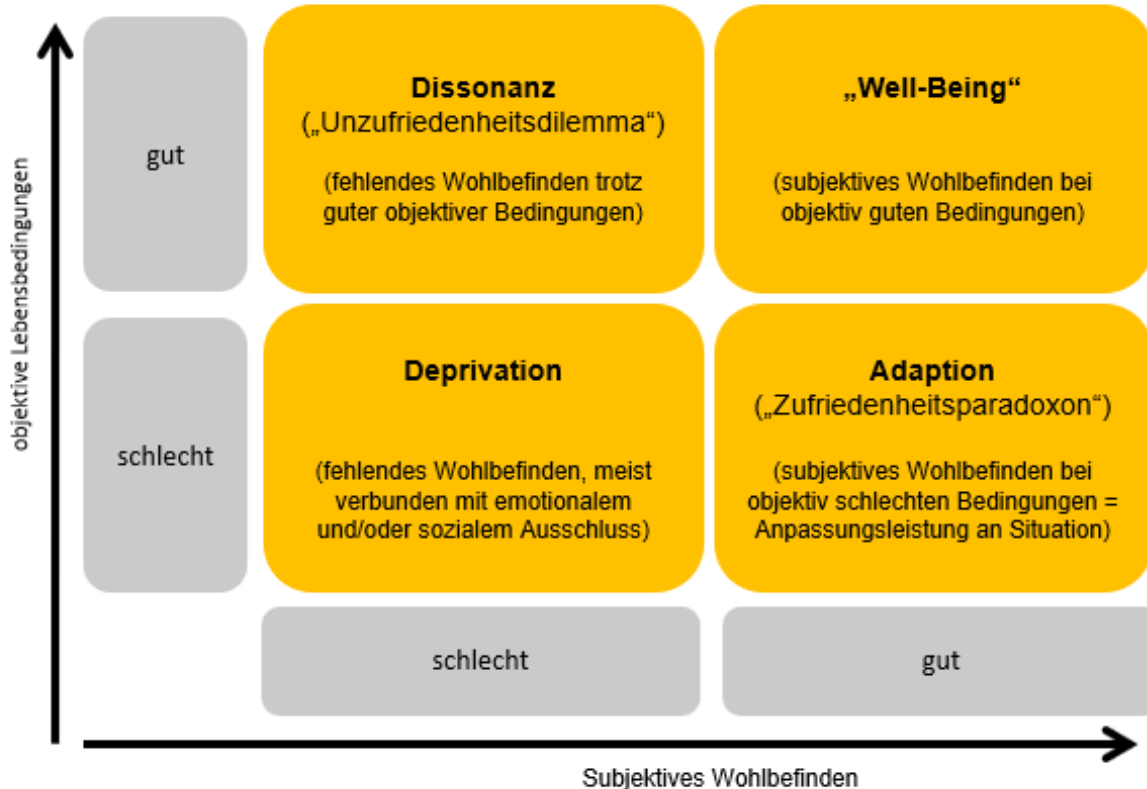 objektive Lebensbedingungen
gut
Dissonanz
(„Unzufriedenheitsdilemma“)
(fehlendes Wohlbefinden trotz
guter objektiver Bedingungen)
„Well-Being“
(subjektives Wohlbefinden bei
objektiv guten Bedingungen)
schlecht
Deprivation
(fehlendes Wohlbefinden, meist
verbunden mit emotionalem
und/oder sozialem Ausschluss)
Adaption
(„Zufriedenheitsparadoxon“)
(subjektives Wohlbefinden bei
objektiv schlechten Bedingungen =
Anpassungsleistung an Situation)
schlecht
gut
Subjektives Wohlbefinden